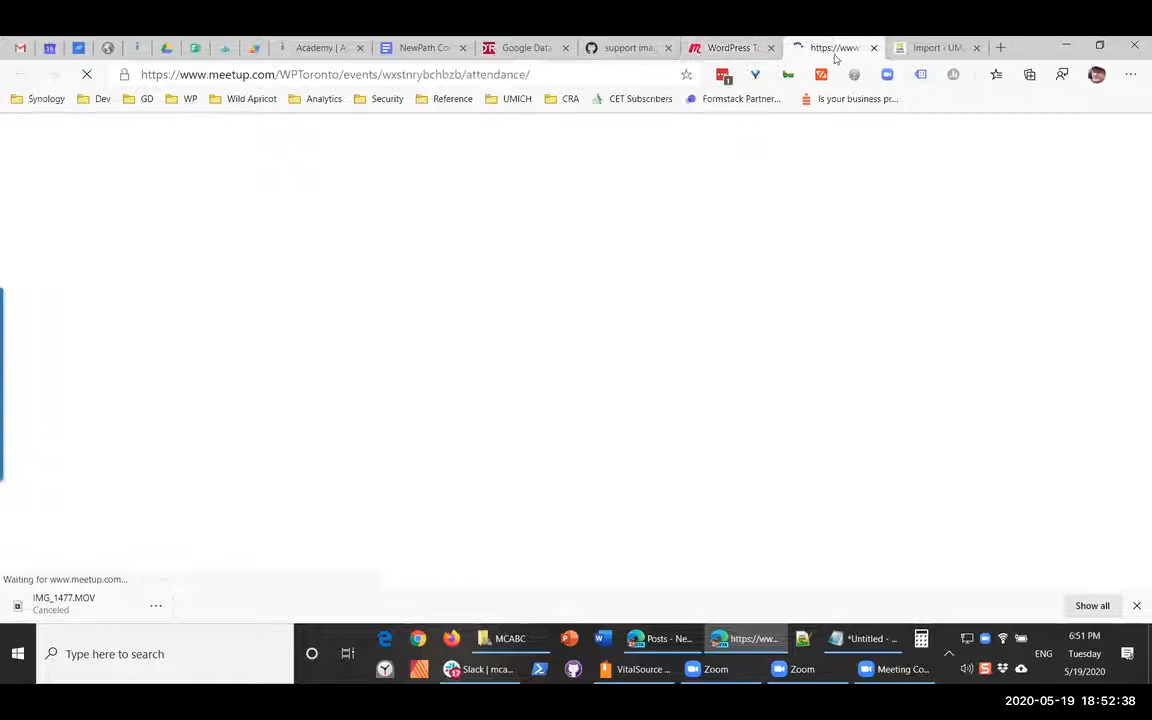 19
Academy | A
NewPath Co
Google Data
support ima
WordPress T
https://www
Import - UM
https://www.meetup.com/WPToronto/events/wxstnrybchbzb/attendance/
1
Synology
Dev
GD
WP
Wild Apricot
Analytics
Security
Reference
UMICH
CRA
CET Subscribers
Formstack Partner...
Is your business pr...
Waiting for www.meetup.com...
IMG_1477.MOV
Canceled
Show all
MCABC
Posts - Ne...
https://ww...
*Untitled - ...
6:51 PM
Type here to search
ENG
Tuesday
17
Slack | mca...
VitalSource ...
Zoom
Zoom
Meeting Co...
5/19/2020
2020-05-19 18:52:38